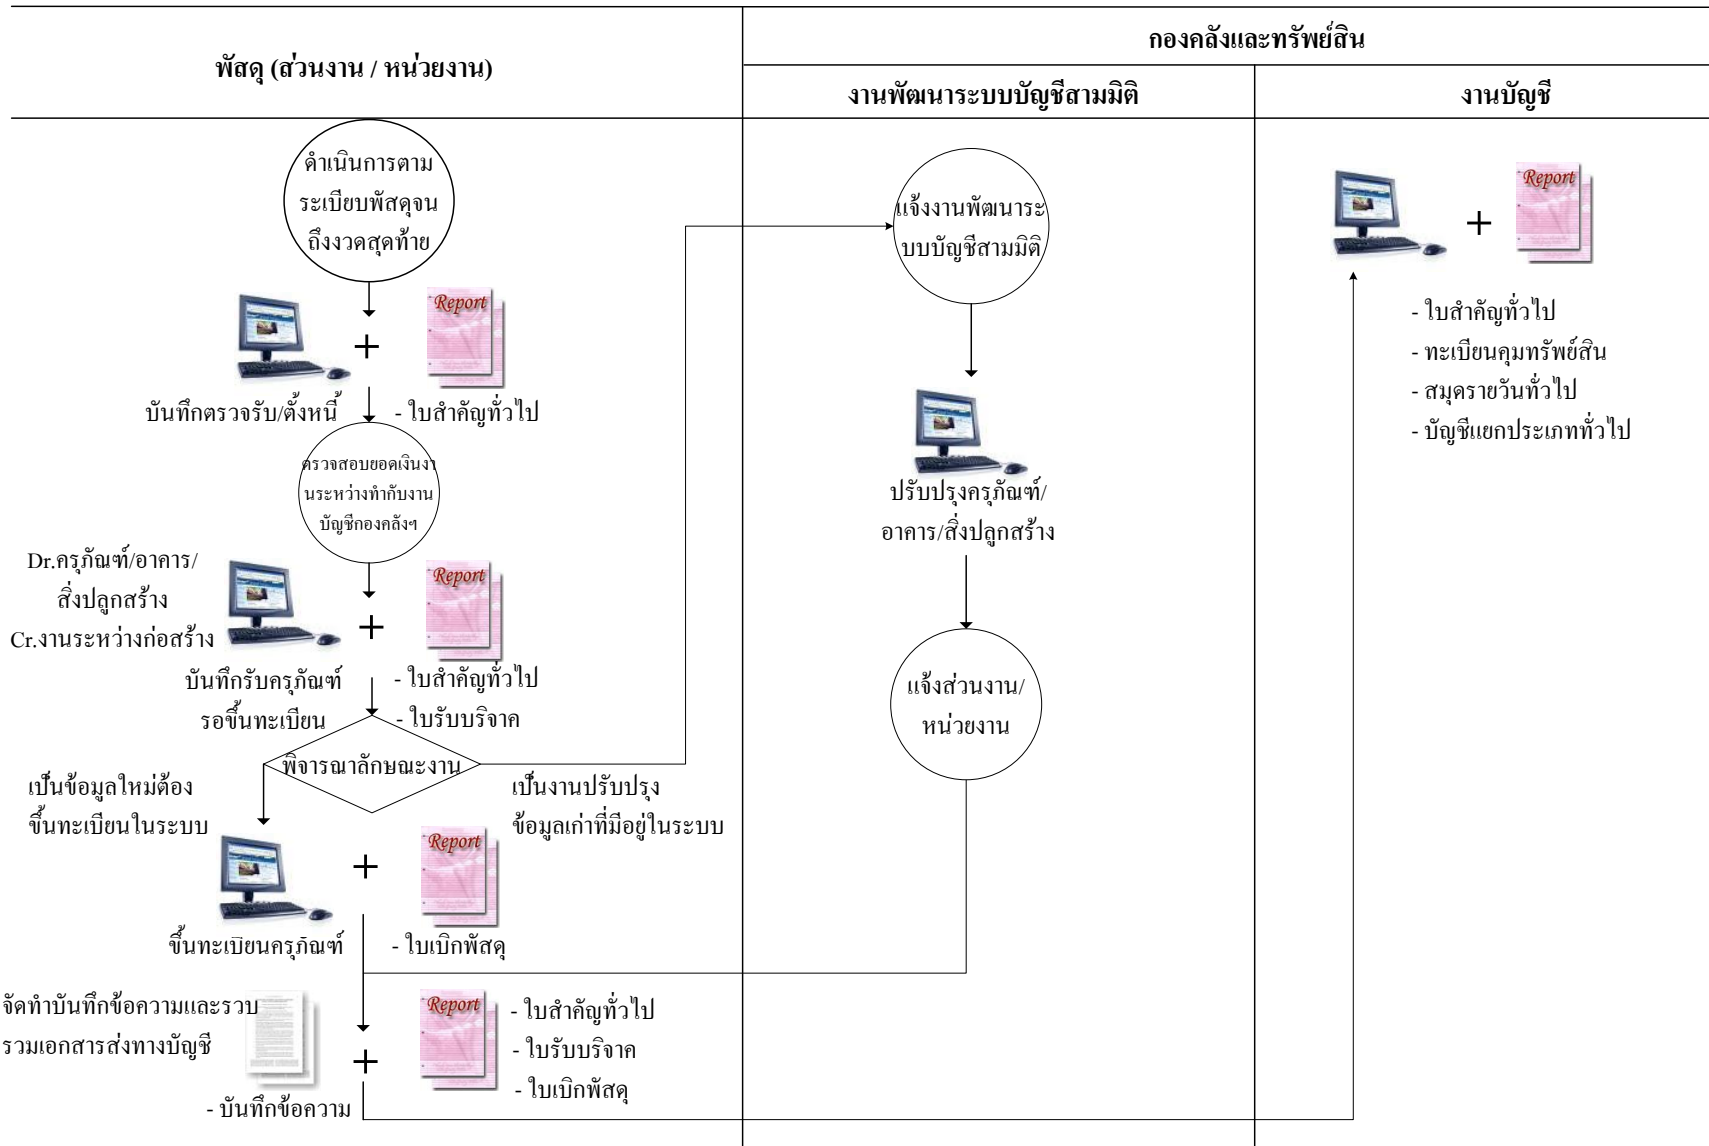 พัสดุ (ส่วนงาน / หน่วยงาน)
กองคลังและทรัพย์สิน
งานพัฒนาระบบบัญชีสามมิติ
งานบัญชี
ดำเนินการตาม
ระเบียบพัสดุจน
ถึงงวดสุดท้าย
Report
บันทึกตรวจรับ/ตั้งหนี้
- ใบสำคัญทั่วไป
ตรวจสอบยอดเงินงา
นระหว่างทำกับงาน
บัญชีกองคลังฯ
Dr.ครุภัณฑ์/อาคาร/
สิ่งปลูกสร้าง
Cr.งานระหว่างก่อสร้าง
Report
บันทึกรับครุภัณฑ์
รอขึ้นทะเบียน
- ใบสำคัญทั่วไป
- ใบรับบริจาค
พิจารณาลักษณะงาน
เป็นข้อมูลใหม่ต้อง
ขึ้นทะเบียนในระบบ
เป็นงานปรับปรุง
ข้อมูลเก่าที่มีอยู่ในระบบ
Report
ขึ้นทะเบียนครุภัณฑ์
- ใบเบิกพัสดุ
จัดทำบันทึกข้อความและรวบ
รวมเอกสารส่งทางบัญชี
- บันทึกข้อความ
Report
- ใบสำคัญทั่วไป
- ใบรับบริจาค
- ใบเบิกพัสดุ
แจ้งงานพัฒนาระ
บบบัญชีสามมิติ
ปรับปรุงครุภัณฑ์/
อาคาร/สิ่งปลูกสร้าง
แจ้งส่วนงาน/
หน่วยงาน
Report
- ใบสำคัญทั่วไป
- ทะเบียนคุมทรัพย์สิน
- สมุดรายวันทั่วไป
- บัญชีแยกประเภททั่วไป